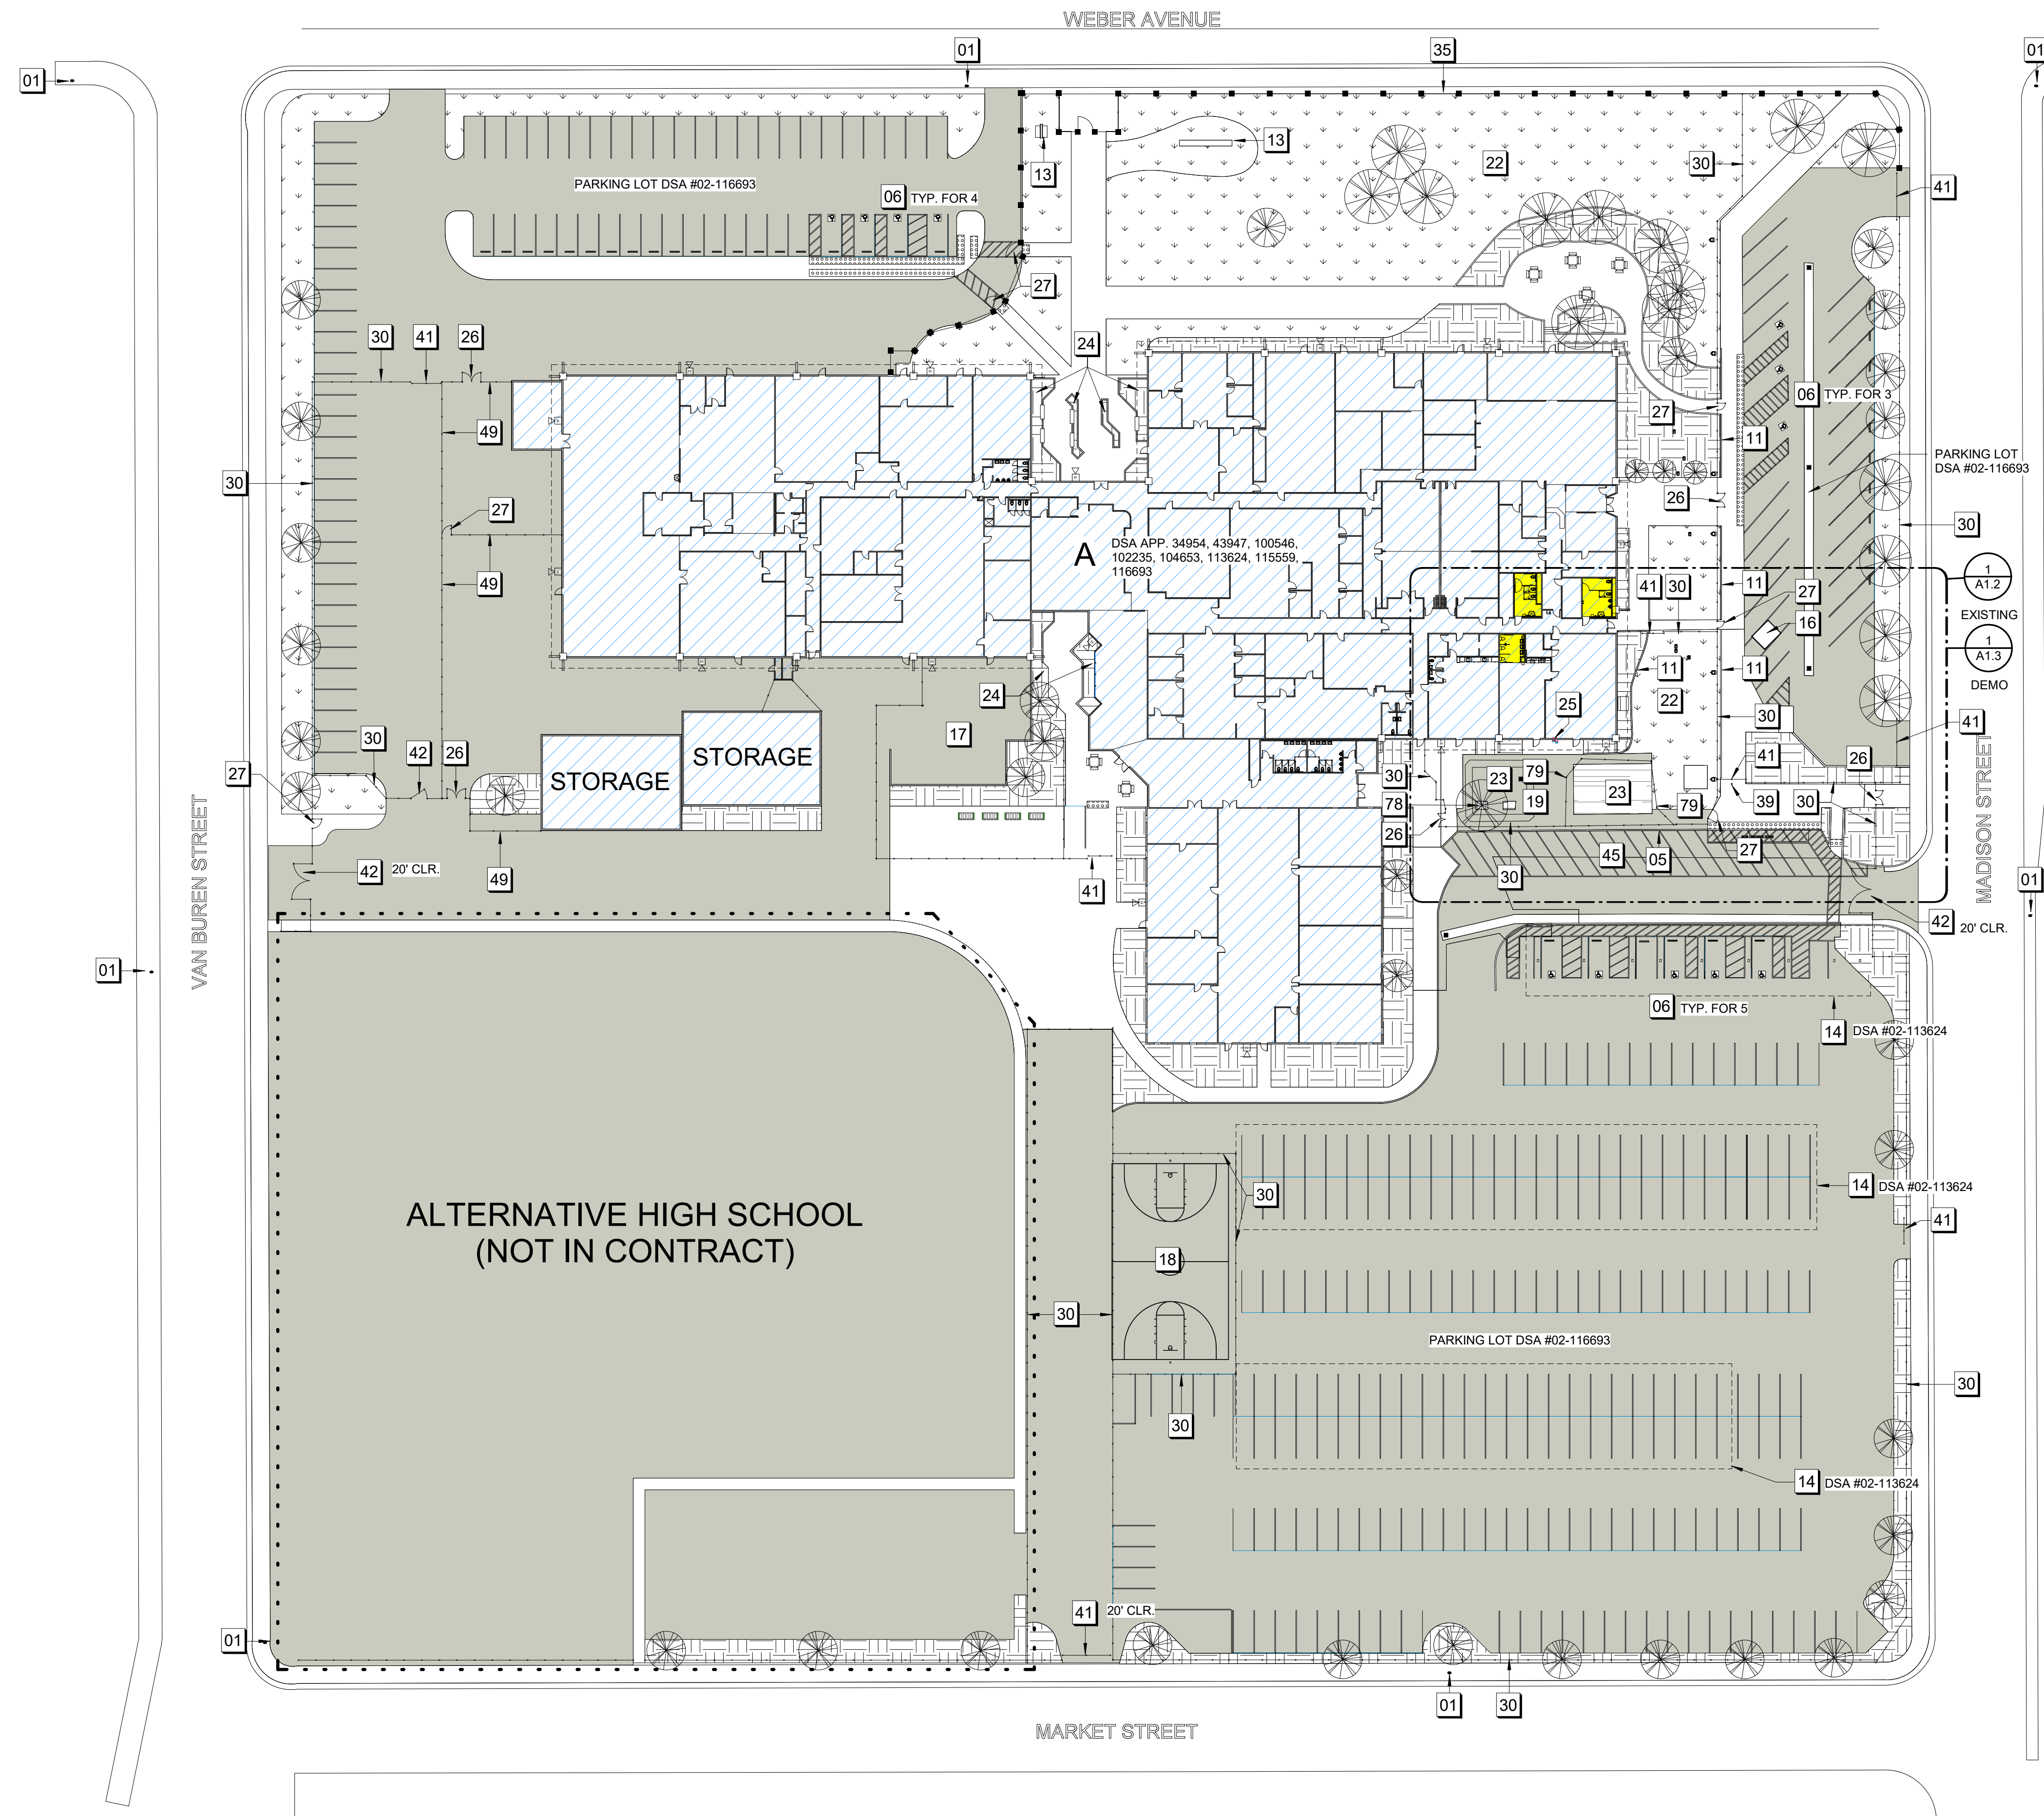 WEBER AVENUE
01
35
01
01
13
13
22
30
41
PARKING LOT DSA #02-116693
06 TYP. FOR 4
27
30
41
26
24
06 TYP. FOR 3
27
11
49
PARKING LOT
DSA #02-116693
30
27
26
30
A
DSA APP. 34954, 43947, 100546,
102235, 104653, 113624, 115559,
116693
49
41
30
11
27
16
1
A1.2
EXISTING
1
A1.3
DEMO
11
11
22
24
25
30
41
17
30
42
26
STORAGE
STORAGE
27
30
23
79
19
23
79
41
39
30
26
78
26
VAN BUREN STREET
MADISON STREET
42 20' CLR.
49
41
30
45
05
27
01
42 20' CLR.
01
06 TYP. FOR 5
14 DSA #02-113624
ALTERNATIVE HIGH SCHOOL
(NOT IN CONTRACT)
30
14 DSA #02-113624
41
18
30
PARKING LOT DSA #02-116693
30
30
14 DSA #02-113624
41 20' CLR.
01
01
30
MARKET STREET